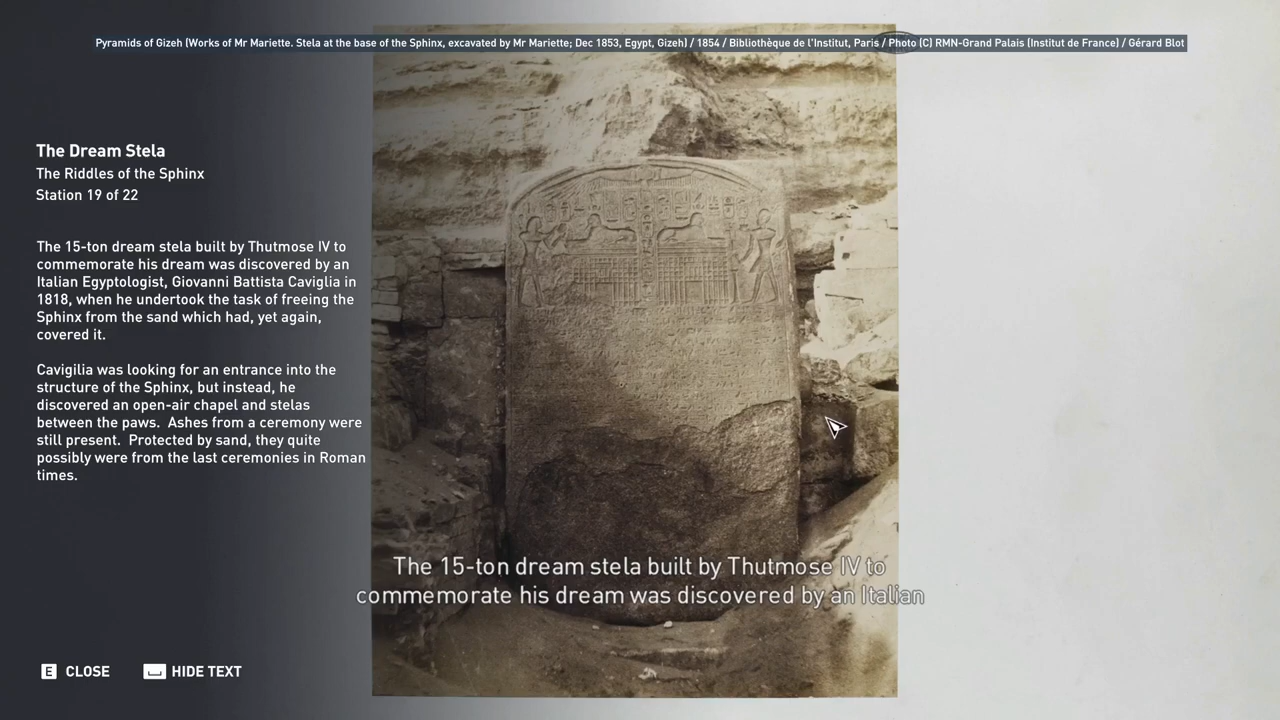 Pyramids of Gizeh (Works of Mr Mariette. Stela at the base of the Sphinx, excavated by Mr Mariette; Dec 1853, Egypt, Gizeh) / 1854 / Bibliothèque de l'Institut, Paris / Photo (C) RMN-Grand Palais (Institut de France) / Gérard Blot
The Dream Stela
The Riddles of the Sphinx
Station 19 of 22
The 15-ton dream stela built by Thutmose IV to
commemorate his dream was discovered by an
Italian Egyptologist, Giovanni Battista Caviglia in
1818, when he undertook the task of freeing the
Sphinx from the sand which had, yet again,
covered it.
Cavigilia was looking for an entrance into the
structure of the Sphinx, but instead, he
discovered an open-air chapel and stelas
between the paws. Ashes from a ceremony were
still present. Protected by sand, they quite
possibly were from the last ceremonies in Roman
times.
The 15-ton dream stela built by Thutmose IV to
commemorate his dream was discovered by an Italian
E CLOSE
HIDE TEXT